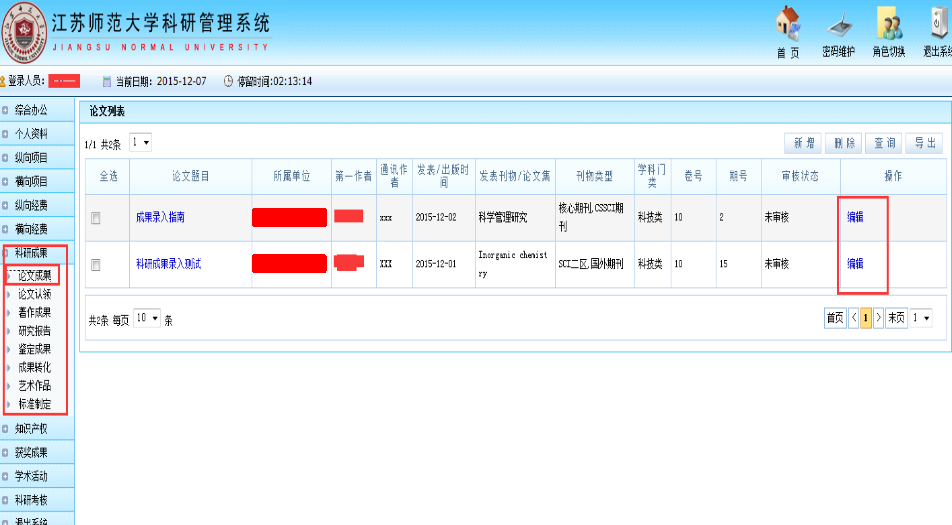 江苏师范大学科研管理系统
JIANGSU NORMAL UNIVERSITY
首 页 密码维护 角色切换 退出系统
登录人员: 当前日期: 2015-12-07 停留时间:02:13:14
综合办公
个人资料
纵向项目
横向项目
纵向经费
横向经费
科研成果
论文成果
论文认领
著作成果
研究报告
鉴定成果
成果转化
艺术作品
标准制定
知识产权
获奖成果
学术活动
科研考核
退出系统
论文列表
1/1 共2条 1
新 增 删 除 查 询 导 出
全选 论文题目 所属单位 第一作者 通讯作者 发表/出版时间 发表刊物/论文集 刊物类型 学科门类 卷号 期号 审核状态 操作
成果录入指南 xxx 2015-12-02 科学管理研究 核心期刊,CSSCI期刊 科技类 10 2 未审核 编辑
科研成果录入测试 XXX 2015-12-01 Inorganic chemistry SCI二区,国外期刊 科技类 10 15 未审核 编辑
共2条 每页 10 条
首页 < 1 > 末页 1